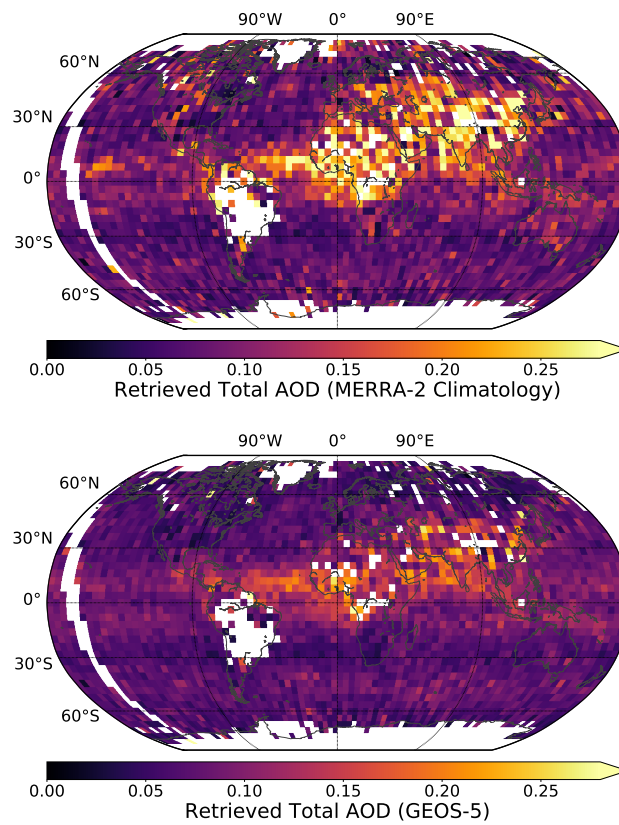 90°W 0° 90°E
60°N
30°N
0°
30°S
60°S
0.00 0.05 0.10 0.15 0.20 0.25
Retrieved Total AOD (MERRA-2 Climatology)
90°W 0° 90°E
60°N
30°N
0°
30°S
60°S
0.00 0.05 0.10 0.15 0.20 0.25
Retrieved Total AOD (GEOS-5)